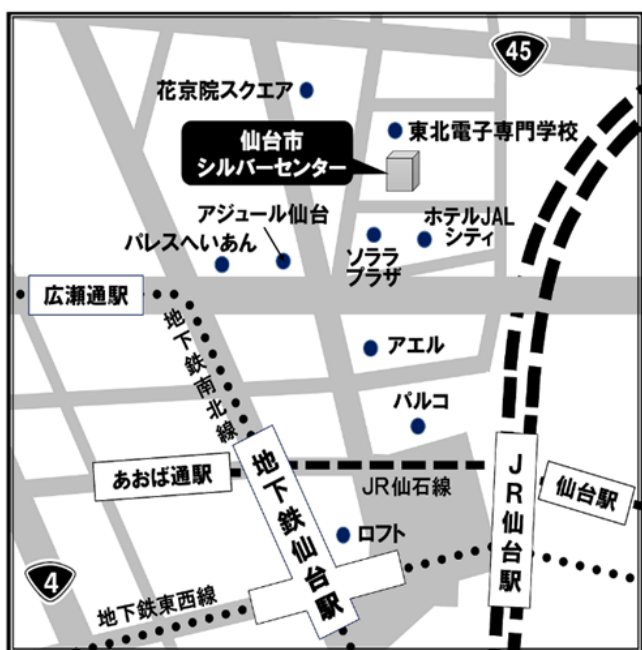 45
花京院スクエア
東北電子専門学校
仙台市
シルバーセンター
アジュール仙台
パレスへいあん
ホテルJAL
シティ
ソララ
プラザ
広瀬通駅
地下鉄南北線
アエル
パルコ
あおば通駅
JR仙石線
地下鉄仙台駅
JR仙台駅
仙台駅
ロフト
4
地下鉄東西線